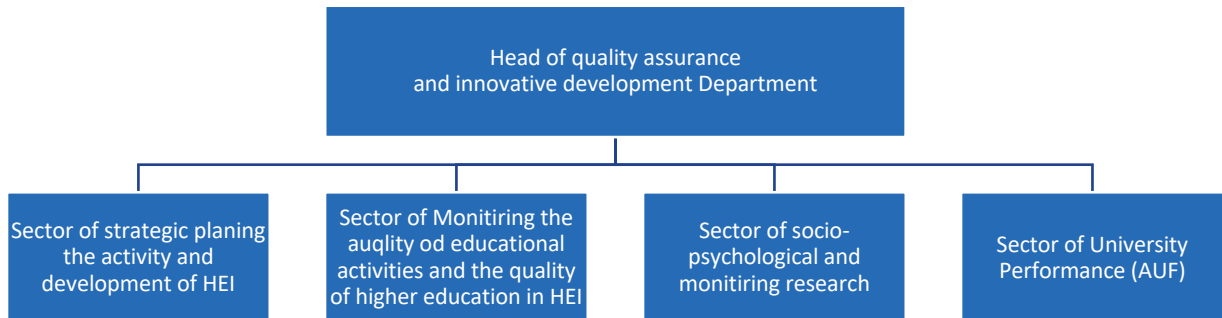 Head of quality assurance
and innovative development Department
Sector of strategic planing
the activity and
development of HEI
Sector of Monitiring the
auqlity od educational
activities and the quality
of higher education in HEI
Sector of socio-
psychological and
monitiring research
Sector of University
Performance (AUF)